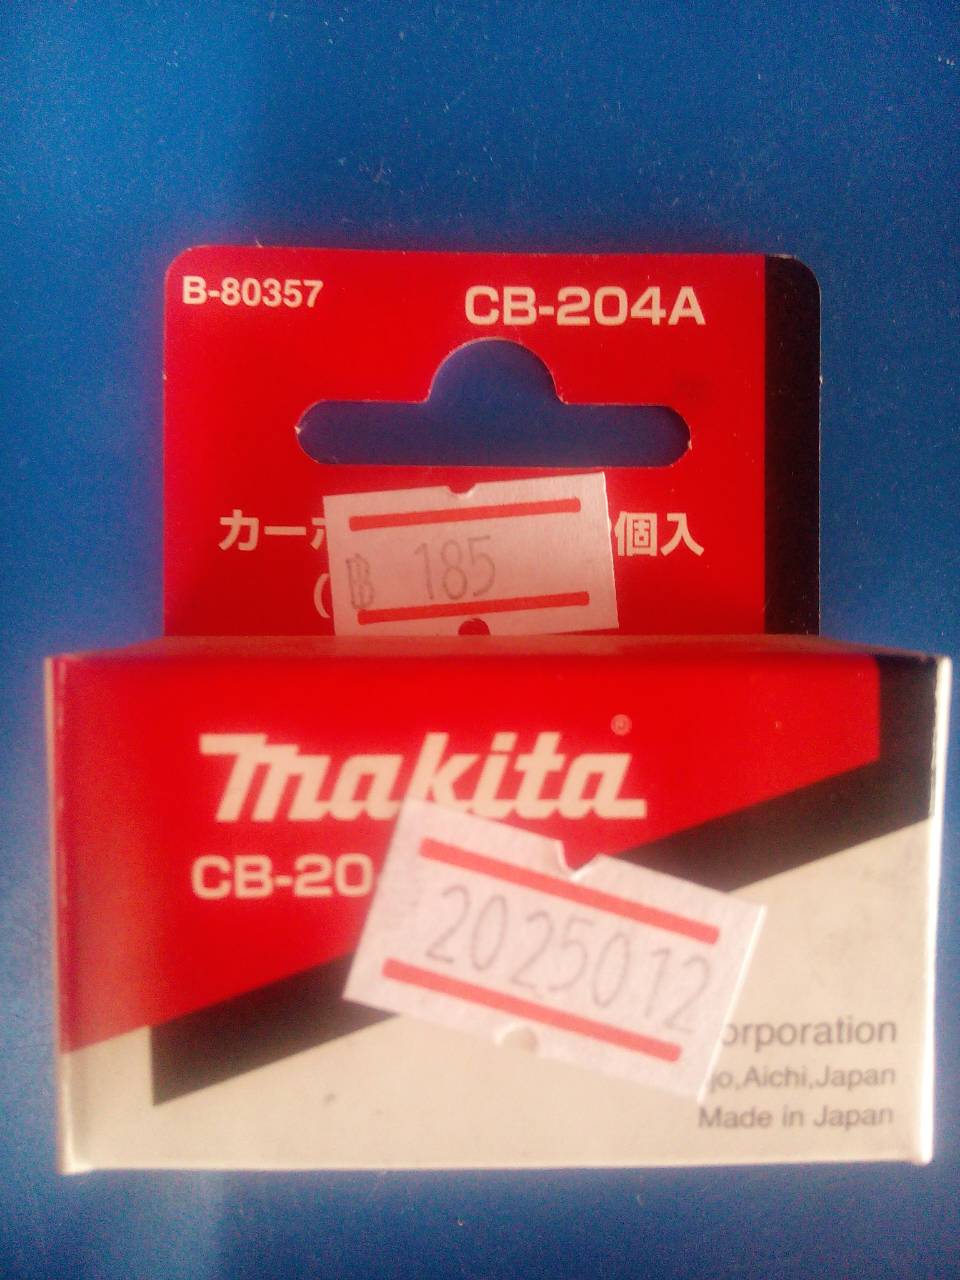 B-80357 CB-204A
カーボ 個入
(
฿ 185
makita®
CB-20
2025012
orporation
jo,Aichi,Japan
Made in Japan